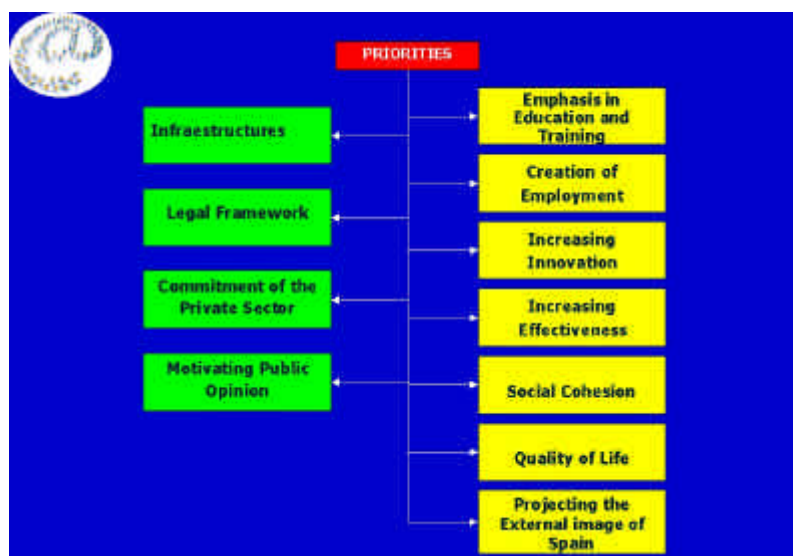 PRIORITIES
Infraestructures
Legal Framework
Commitment of the
Private Sector
Motivating Public
Opinion
Emphasis in
Education and
Training
Creation of
Employment
Increasing
Innovation
Increasing
Effectiveness
Social Cohesion
Quality of Life
Projecting the
External image of
Spain